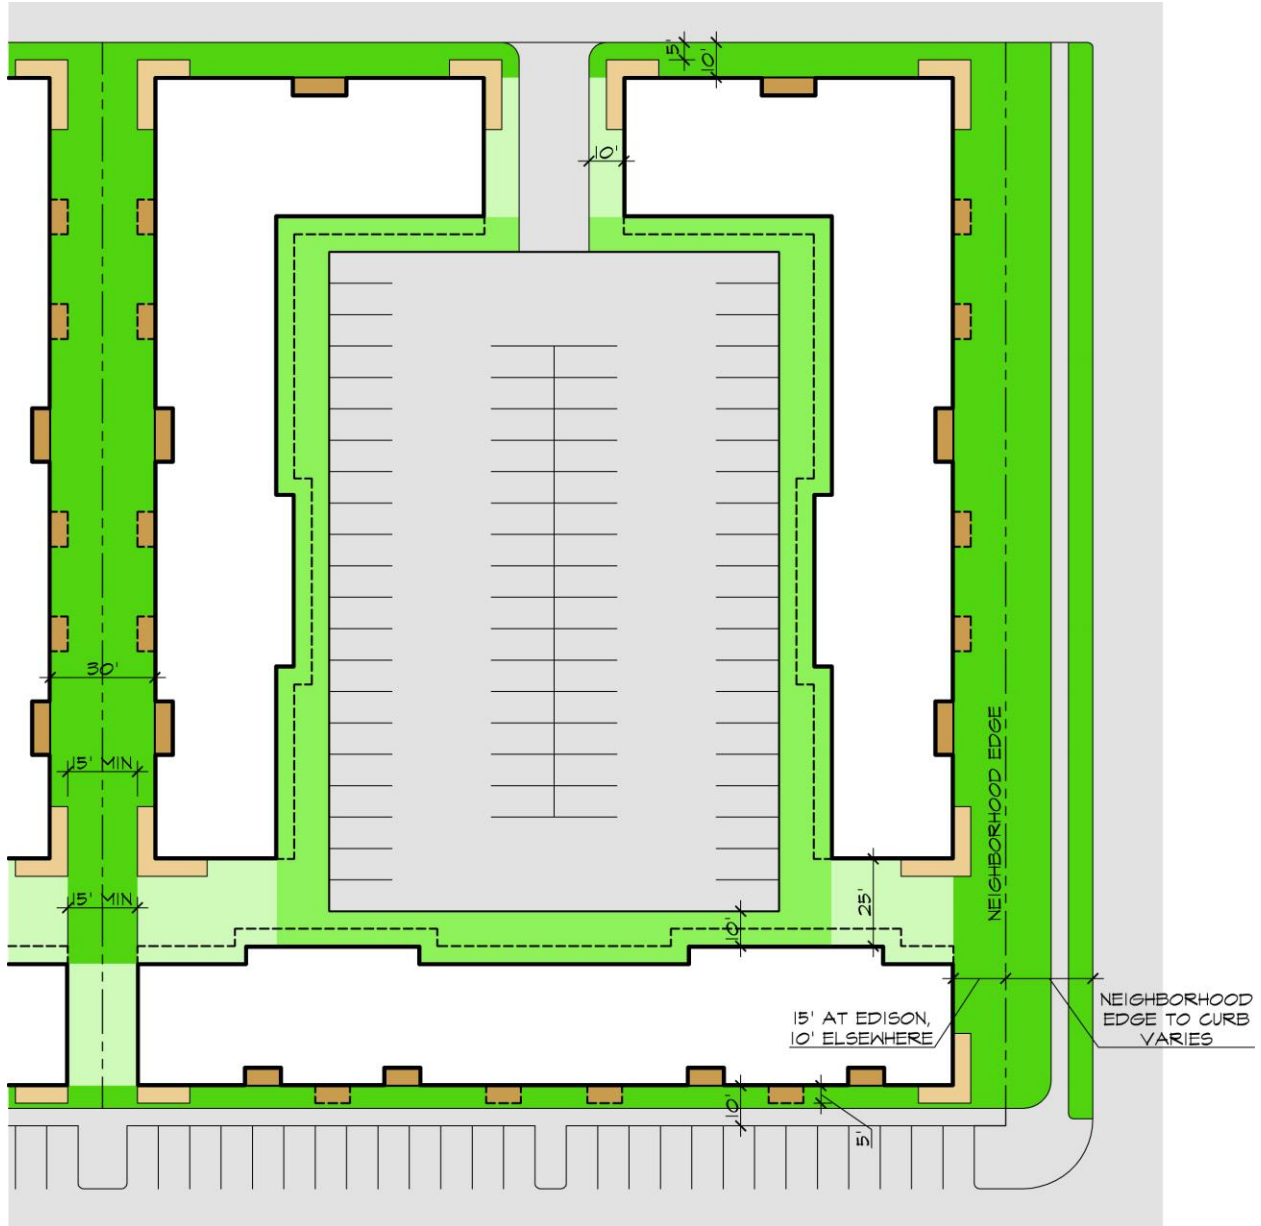 5'
10'
10'
30'
15' MIN
15' MIN
NEIGHBORHOOD EDGE
25'
10'
15' AT EDISON,
10' ELSEWHERE
NEIGHBORHOOD
EDGE TO CURB
VARIES
10'
5'